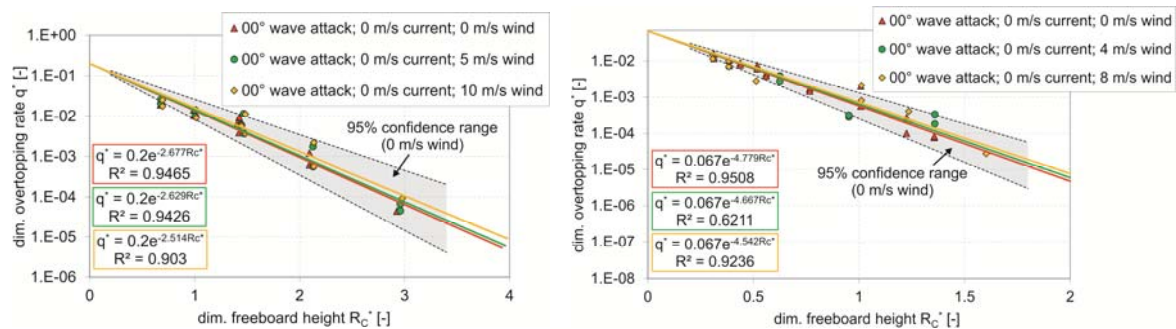 00° wave attack; 0 m/s current; 0 m/s wind
00° wave attack; 0 m/s current; 5 m/s wind
00° wave attack; 0 m/s current; 10 m/s wind
1.E+00
1.E-01
1.E-02
1.E-03
1.E-04
1.E-05
1.E-06
dim. overtopping rate q* [-]
95% confidence range
(0 m/s wind)
q* = 0.2e^-2.677Rc*
R² = 0.9465
q* = 0.2e^-2.629Rc*
R² = 0.9426
q* = 0.2e^-2.514Rc*
R² = 0.903
0 1 2 3 4
dim. freeboard height R_C* [-]
00° wave attack; 0 m/s current; 0 m/s wind
00° wave attack; 0 m/s current; 4 m/s wind
00° wave attack; 0 m/s current; 8 m/s wind
1.E-01
1.E-02
1.E-03
1.E-04
1.E-05
1.E-06
1.E-07
1.E-08
dim. overtopping rate q* [-]
95% confidence range
(0 m/s wind)
q* = 0.067e^-4.779Rc*
R² = 0.9508
q* = 0.067e^-4.667Rc*
R² = 0.6211
q* = 0.067e^-4.542Rc*
R² = 0.9236
0 0.5 1 1.5 2
dim. freeboard height R_C* [-]